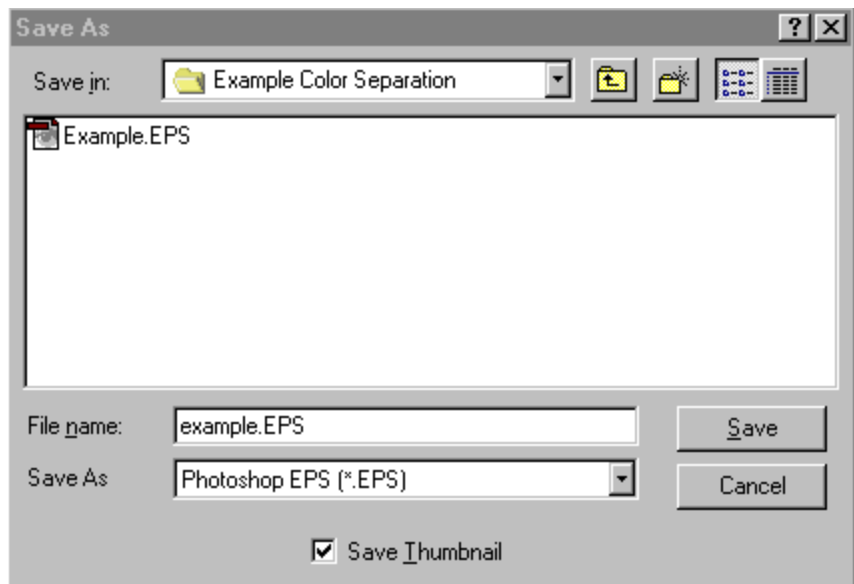 Save As
Save in: Example Color Separation
Example.EPS
File name: example.EPS
Save
Save As Photoshop EPS (*.EPS)
Cancel
Save Thumbnail